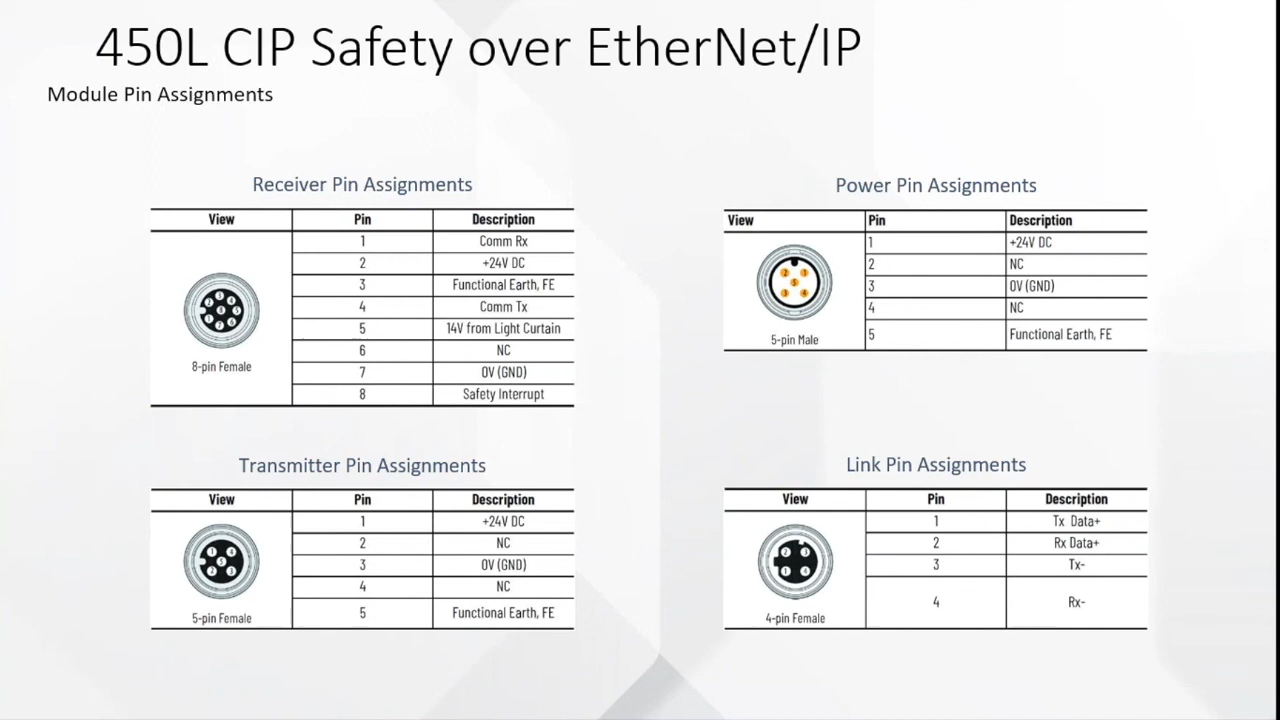 450L CIP Safety over EtherNet/IP
Module Pin Assignments
Receiver Pin Assignments
View Pin Description
1 Comm Rx
2 +24V DC
3 Functional Earth, FE
4 Comm Tx
5 14V from Light Curtain
6 NC
7 0V (GND)
8 Safety Interrupt
8-pin Female
Power Pin Assignments
View Pin Description
1 +24V DC
2 NC
3 0V (GND)
4 NC
5 Functional Earth, FE
5-pin Male
Transmitter Pin Assignments
View Pin Description
1 +24V DC
2 NC
3 0V (GND)
4 NC
5 Functional Earth, FE
5-pin Female
Link Pin Assignments
View Pin Description
1 Tx Data+
2 Rx Data+
3 Tx-
4 Rx-
4-pin Female